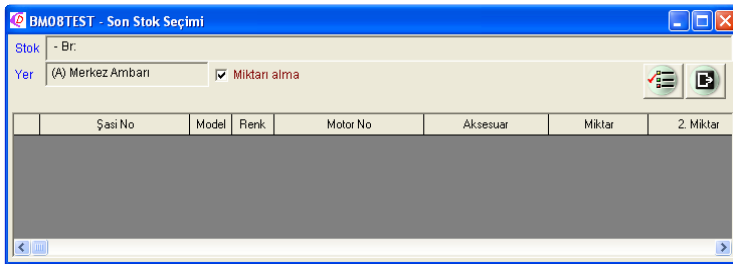 BM08TEST - Son Stok Seçimi
Stok - Br:
Yer (A) Merkez Ambarı Miktarı alma
Şasi No Model Renk Motor No Aksesuar Miktar 2. Miktar